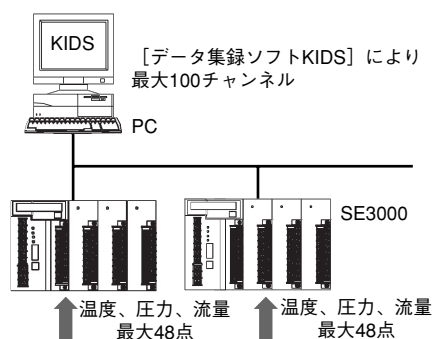 KIDS
［データ集録ソフトKIDS］により
最大100チャンネル
PC
SE3000
温度、圧力、流量
最大48点
温度、圧力、流量
最大48点